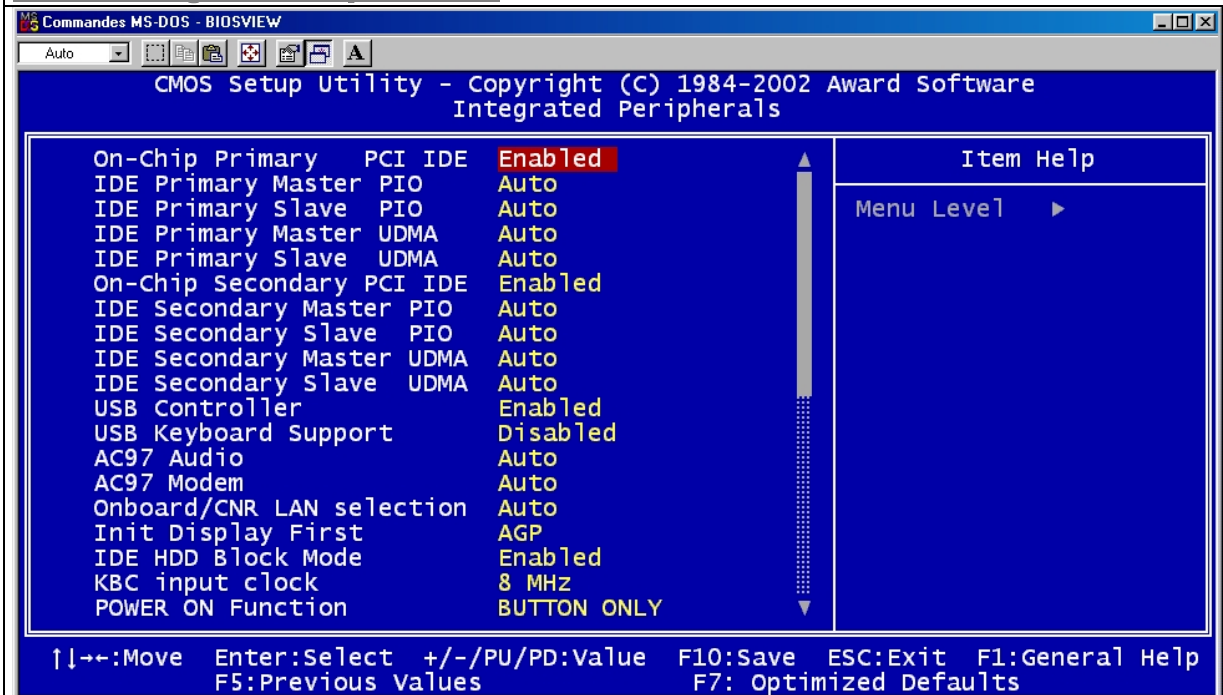 Commandes MS-DOS - BIOSVIEW
Auto A
CMOS Setup Utility - Copyright (C) 1984-2002 Award Software
Integrated Peripherals
On-Chip Primary PCI IDE Enabled
IDE Primary Master PIO Auto
IDE Primary Slave PIO Auto
IDE Primary Master UDMA Auto
IDE Primary Slave UDMA Auto
On-Chip Secondary PCI IDE Enabled
IDE Secondary Master PIO Auto
IDE Secondary Slave PIO Auto
IDE Secondary Master UDMA Auto
IDE Secondary Slave UDMA Auto
USB Controller Enabled
USB Keyboard Support Disabled
AC97 Audio Auto
AC97 Modem Auto
Onboard/CNR LAN selection Auto
Init Display First AGP
IDE HDD Block Mode Enabled
KBC input clock 8 MHz
POWER ON Function BUTTON ONLY
Item Help
Menu Level ▶
↑↓→←:Move Enter:Select +/-/PU/PD:Value F10:Save ESC:Exit F1:General Help
F5:Previous Values F7: Optimized Defaults